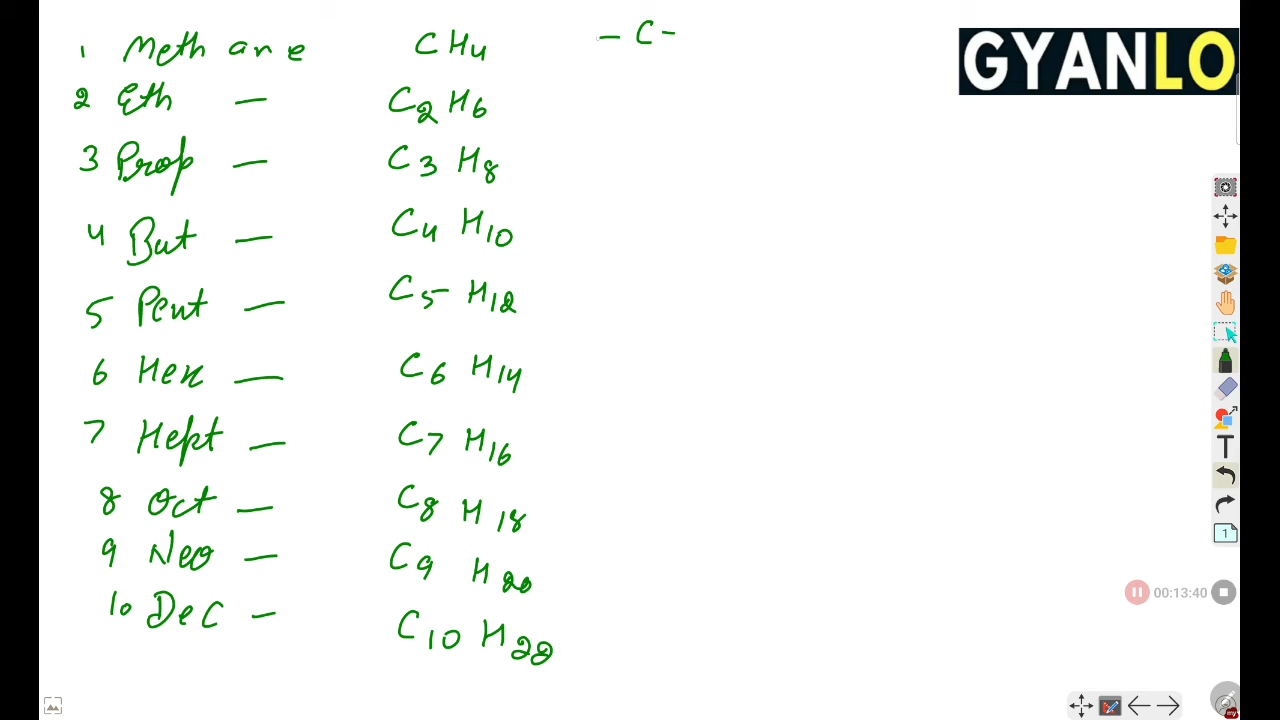 1 Methane CH4 – C –
GYANLO
2 Eth — C2H6
3 Prop — C3H8
4 But — C4H10
5 Pent — C5H12
6 Hex — C6H14
7 Hept — C7H16
8 Oct — C8H18
9 Neo — C9H20
10 Dec — C10H22
T
1
00:13:40